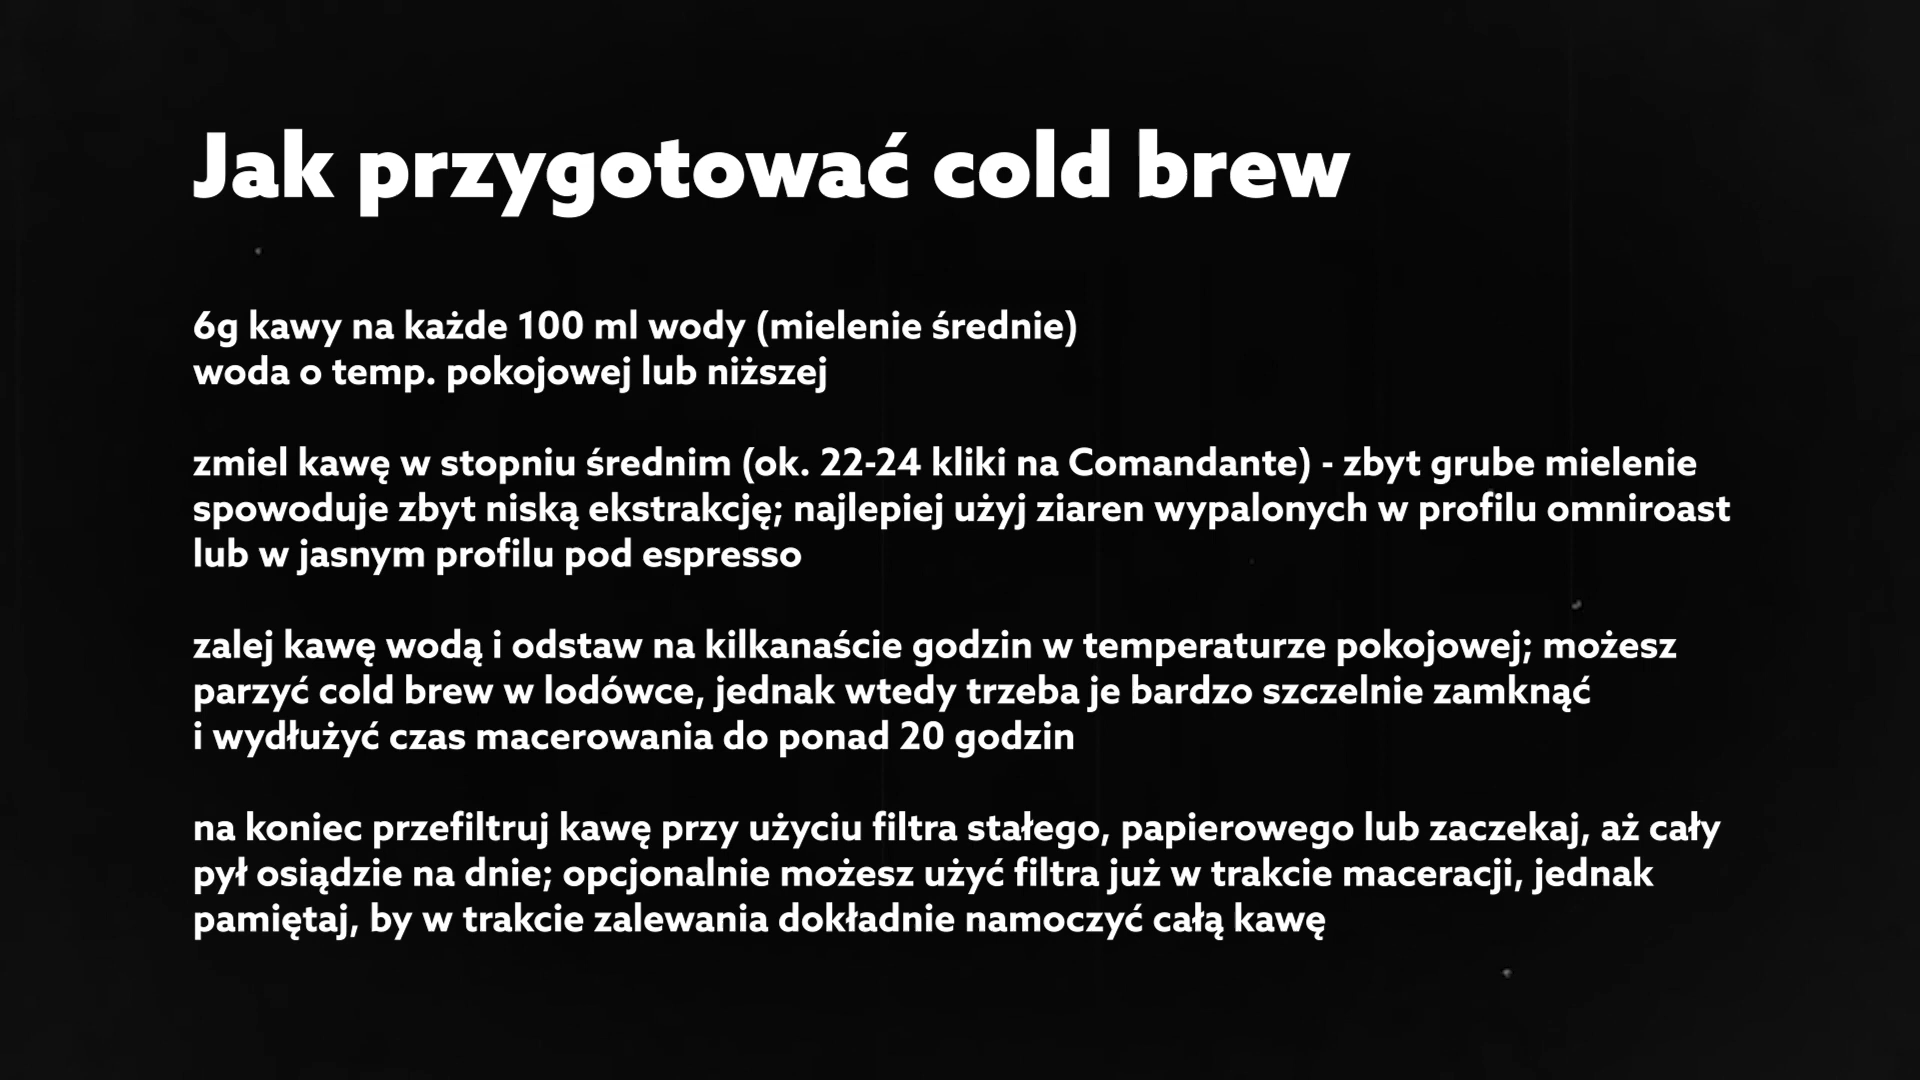 Jak przygotować cold brew
6g kawy na każde 100 ml wody (mielenie średnie)
woda o temp. pokojowej lub niższej
zmiel kawę w stopniu średnim (ok. 22-24 kliki na Comandante) - zbyt grube mielenie
spowoduje zbyt niską ekstrakcję; najlepiej użyj ziaren wypalonych w profilu omniroast
lub w jasnym profilu pod espresso
zalej kawę wodą i odstaw na kilkanaście godzin w temperaturze pokojowej; możesz
parzyć cold brew w lodówce, jednak wtedy trzeba je bardzo szczelnie zamknąć
i wydłużyć czas macerowania do ponad 20 godzin
na koniec przefiltruj kawę przy użyciu filtra stałego, papierowego lub zaczekaj, aż cały
pył osiądzie na dnie; opcjonalnie możesz użyć filtra już w trakcie maceracji, jednak
pamiętaj, by w trakcie zalewania dokładnie namoczyć całą kawę